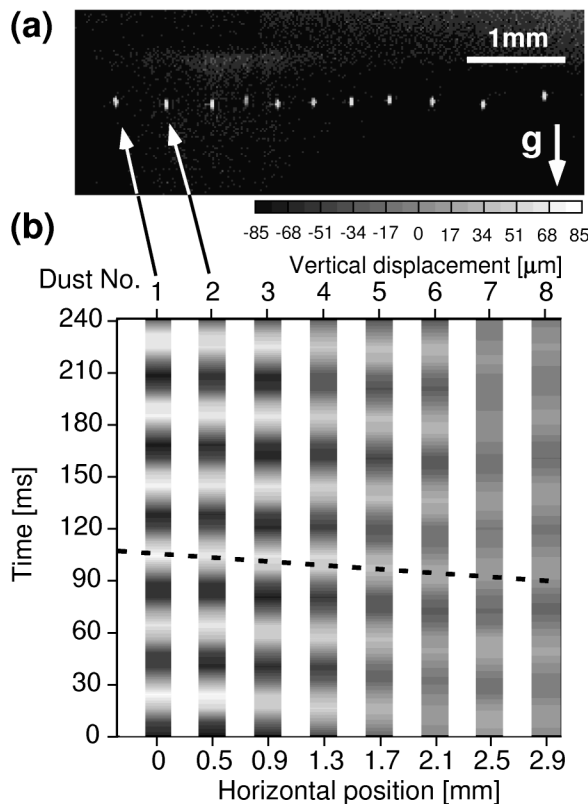 (a)
1mm
g
-85 -68 -51 -34 -17 0 17 34 51 68 85
(b)
Vertical displacement [μm]
Dust No. 1 2 3 4 5 6 7 8
240
210
180
150
120
90
60
30
0
Time [ms]
0 0.5 0.9 1.3 1.7 2.1 2.5 2.9
Horizontal position [mm]